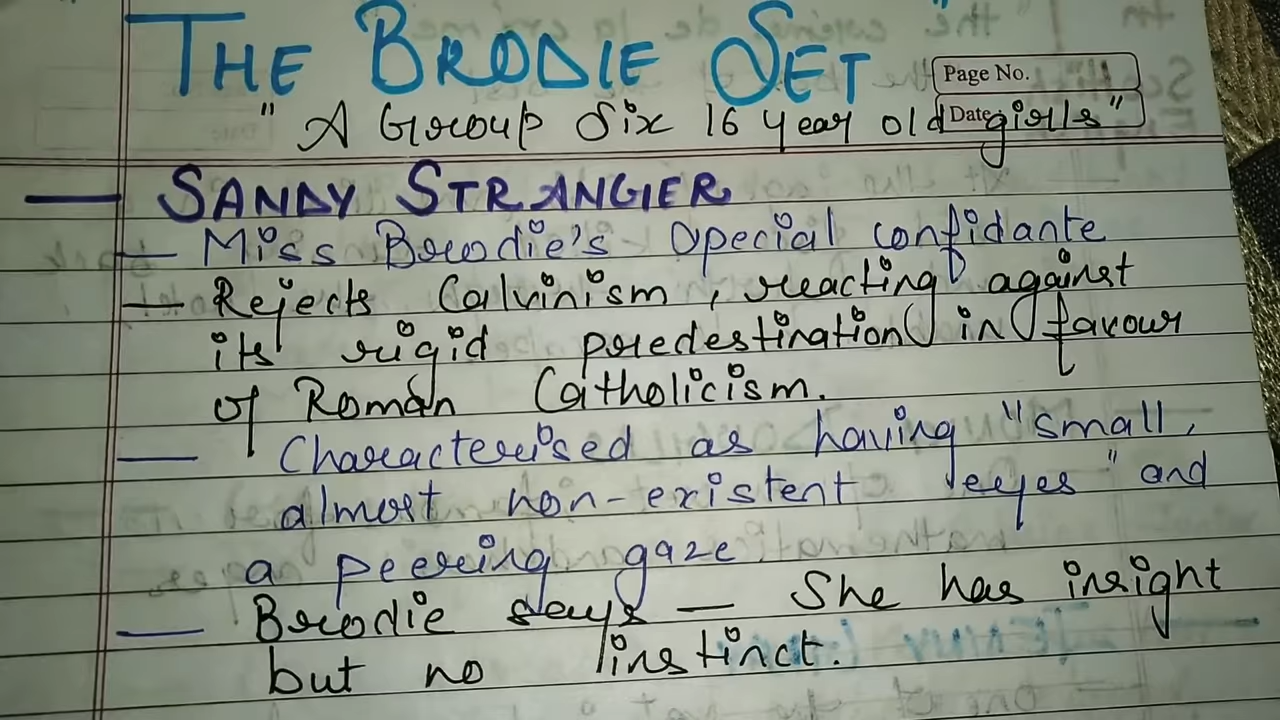 THE BRODIE SET
Page No.
" A Group Six 16 year old girls"
Date
— SANDY STRANGIER
— Miss Brodie's special confidante
— Rejects Calvinism, reacting against
its rigid predestination in favour
of Roman Catholicism.
— Characterised as having "small,
almost non-existent eyes" and
a peering gaze
— Brodie says — She has insight
but no instinct.